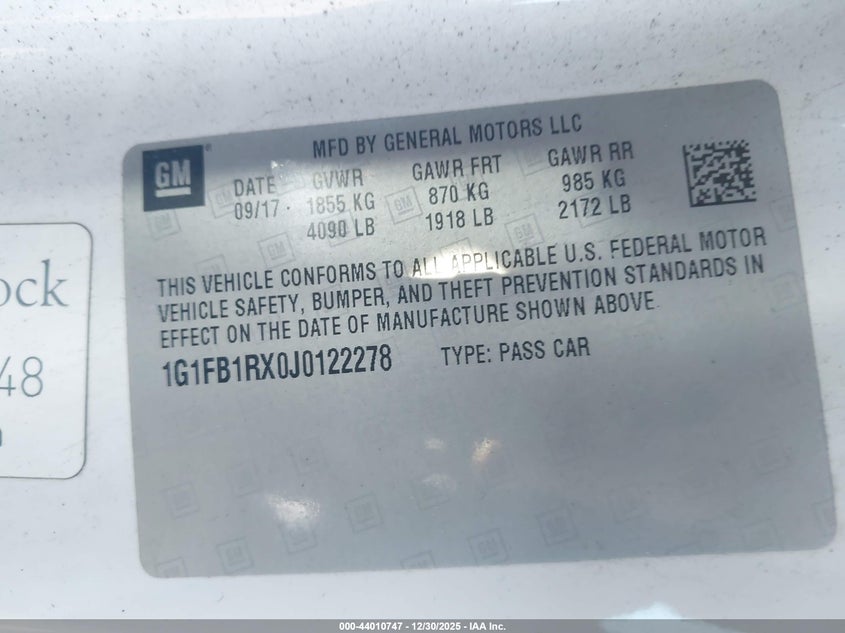 MFD BY GENERAL MOTORS LLC
GM
DATE GVWR GAWR FRT GAWR RR
09/17 1855 KG 870 KG 985 KG
4090 LB 1918 LB 2172 LB
THIS VEHICLE CONFORMS TO ALL APPLICABLE U.S. FEDERAL MOTOR
VEHICLE SAFETY, BUMPER, AND THEFT PREVENTION STANDARDS IN
EFFECT ON THE DATE OF MANUFACTURE SHOWN ABOVE.
1G1FB1RX0J0122278 TYPE: PASS CAR
ock
48
000-44010747 - 12/30/2025 - IAA Inc.